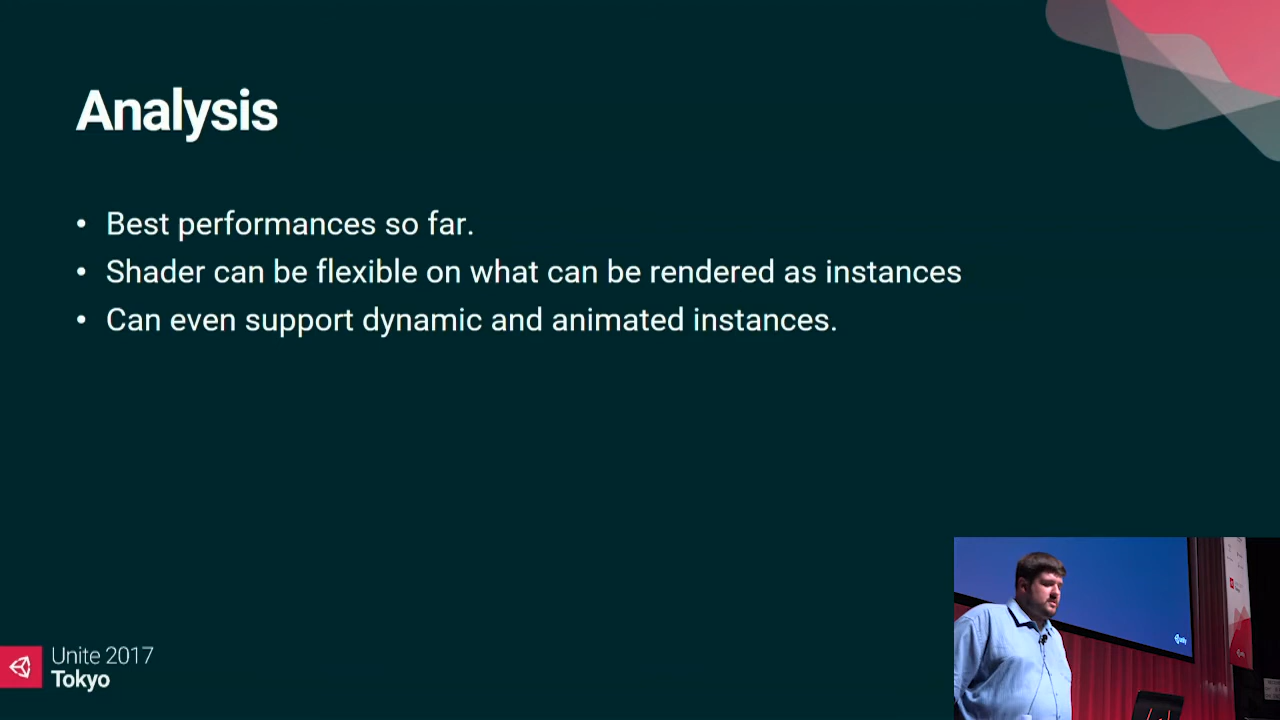 Analysis
• Best performances so far.
• Shader can be flexible on what can be rendered as instances
• Can even support dynamic and animated instances.
Unite 2017
Tokyo